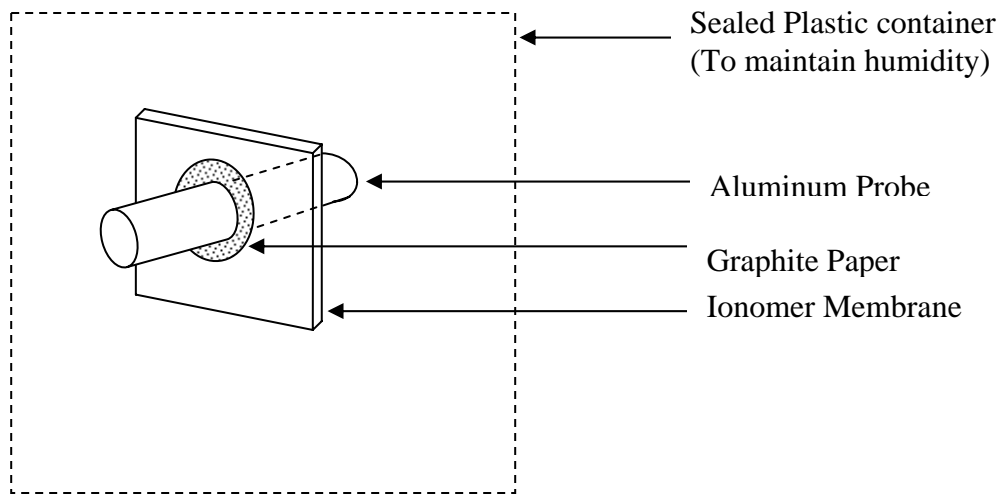 Sealed Plastic container
(To maintain humidity)
Aluminum Probe
Graphite Paper
Ionomer Membrane